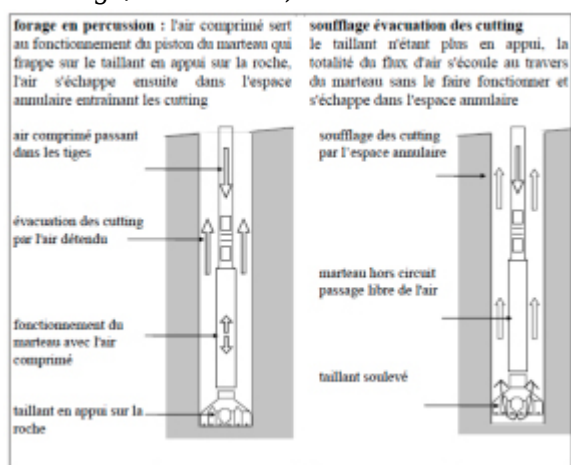 forage en percussion : l'air comprimé sert
au fonctionnement du piston du marteau qui
frappe sur le taillant en appui sur la roche,
l'air s'échappe ensuite dans l'espace
annulaire entraînant les cutting
air comprimé passant
dans les tiges
évacuation des cutting
par l'air détendu
fonctionnement du
marteau avec l'air
comprimé
taillant en appui sur la
roche
soufflage évacuation des cutting
le taillant n'étant plus en appui, la
totalité du flux d'air s'écoule au travers
du marteau sans le faire fonctionner et
s'échappe dans l'espace annulaire
soufflage des cutting
par l'espace annulaire
marteau hors circuit
passage libre de l'air
taillant soulevé